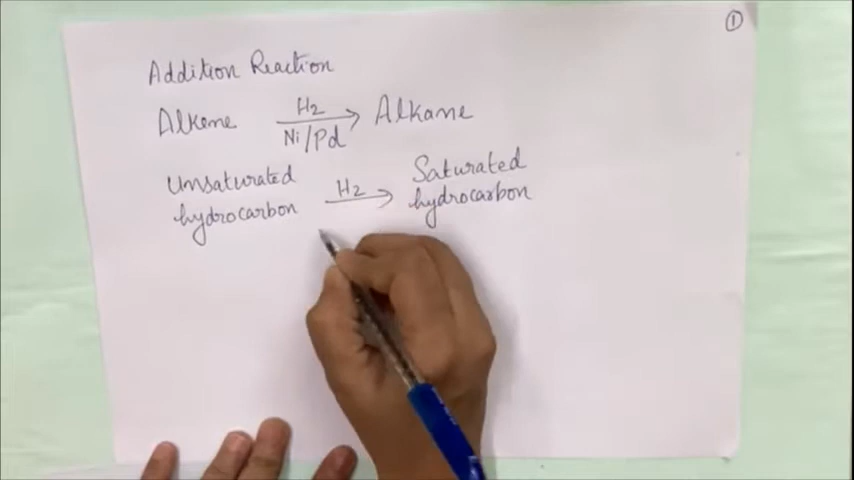 ①
Addition Reaction
Alkene H2 Ni/Pd → Alkane
Unsaturated hydrocarbon H2 → Saturated hydrocarbon